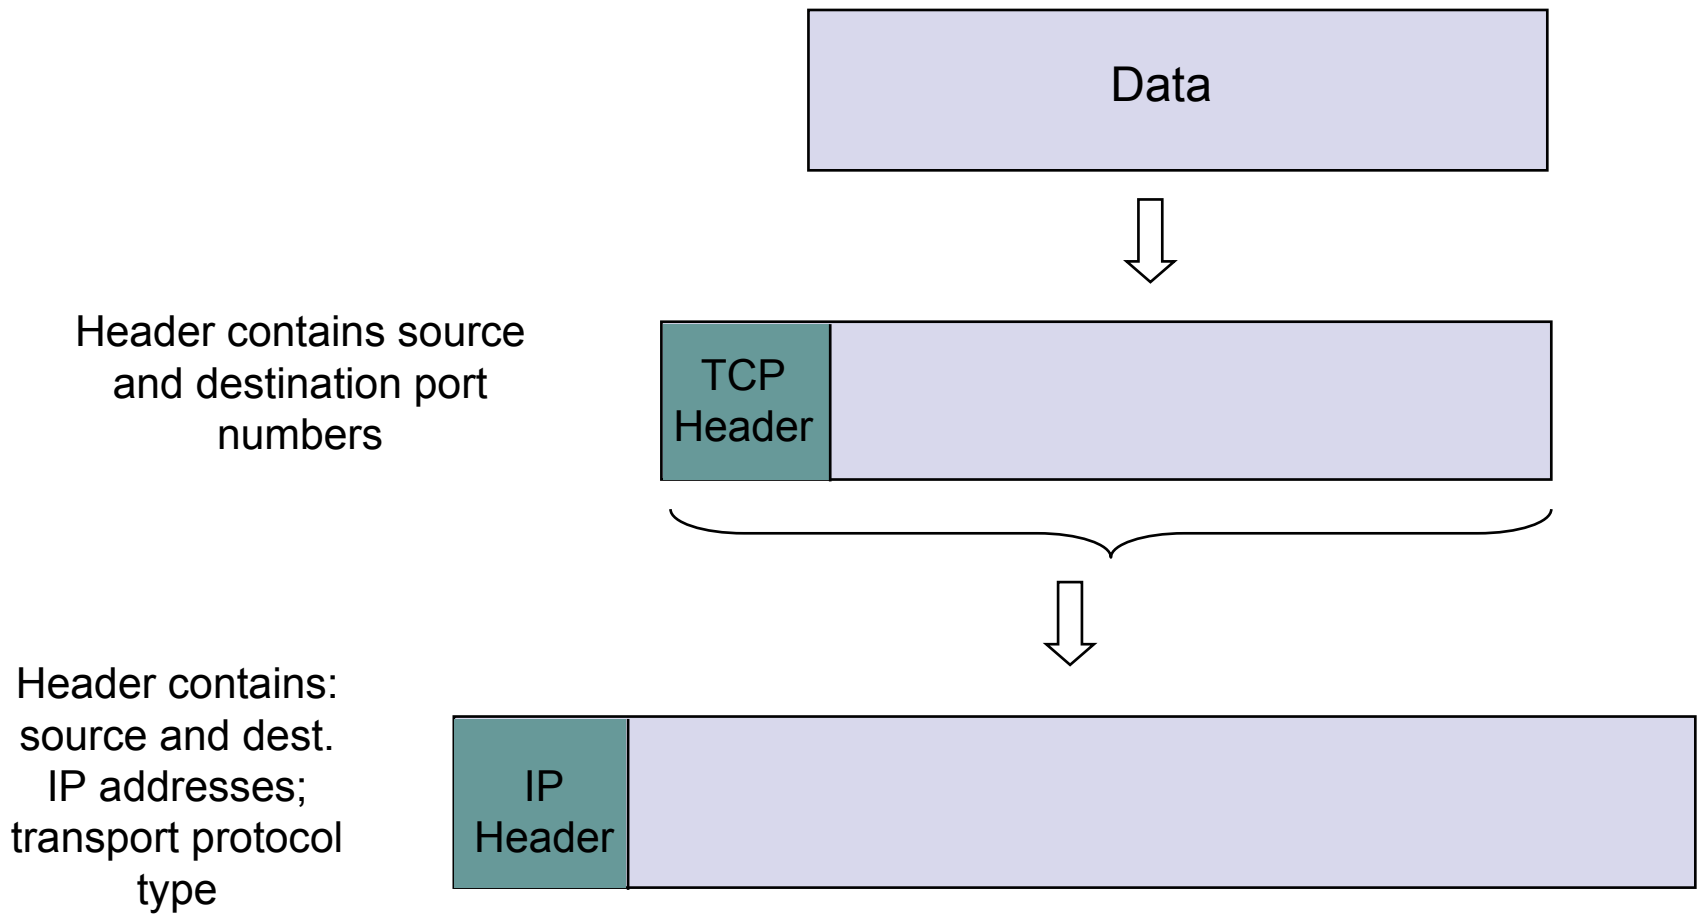 Data
Header contains source
and destination port
numbers
TCP
Header
Header contains:
source and dest.
IP addresses;
transport protocol
type
IP
Header